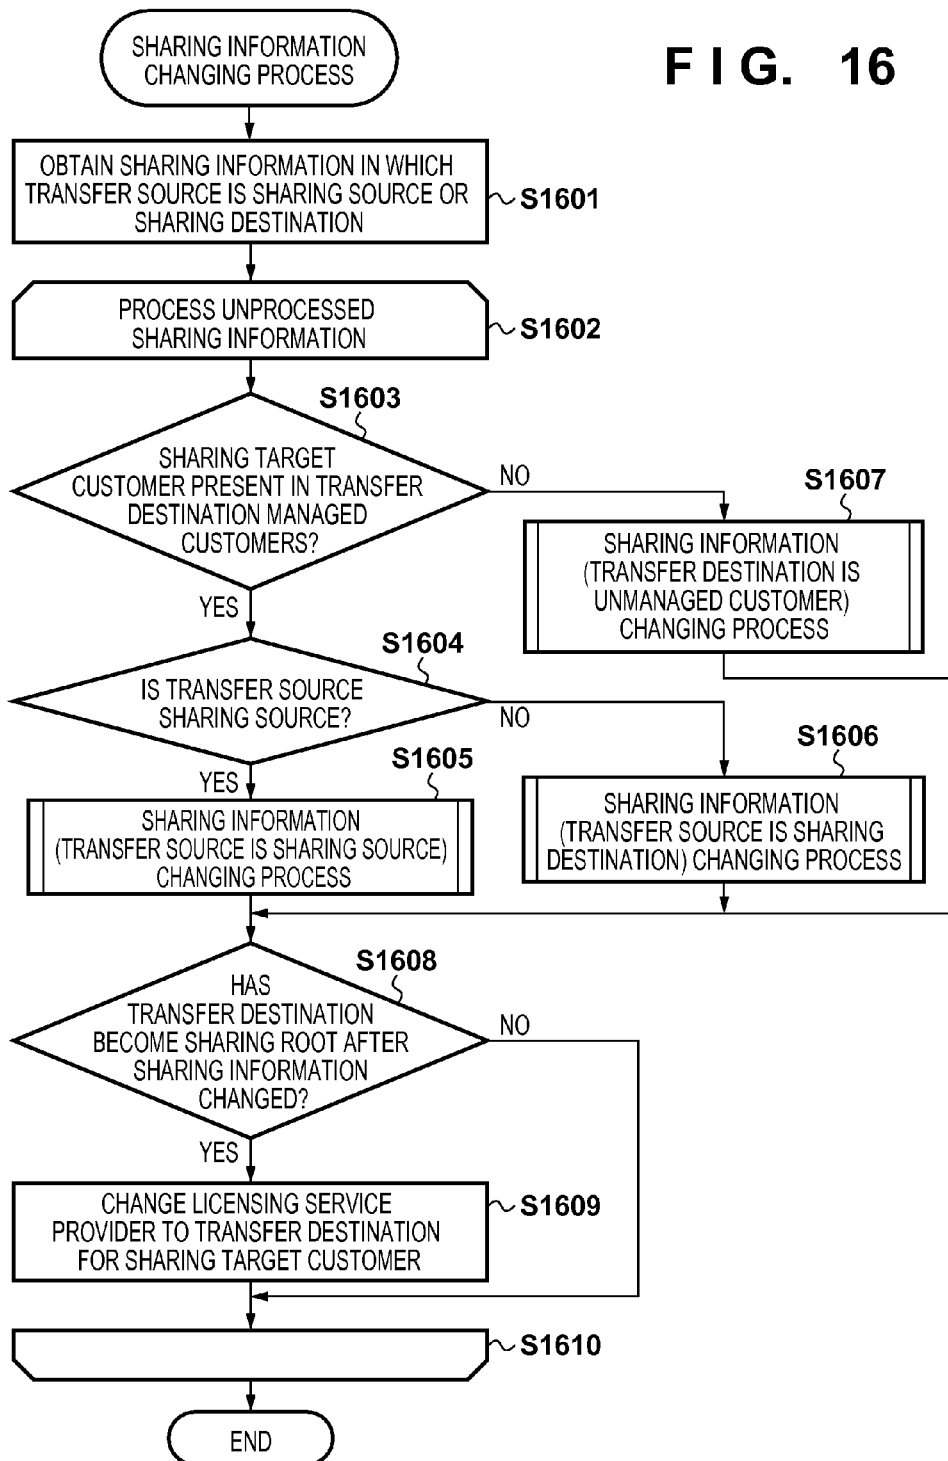 SHARING INFORMATION
CHANGING PROCESS
FIG. 16
OBTAIN SHARING INFORMATION IN WHICH
TRANSFER SOURCE IS SHARING SOURCE OR
SHARING DESTINATION
S1601
PROCESS UNPROCESSED
SHARING INFORMATION
S1602
S1603
SHARING TARGET
CUSTOMER PRESENT IN TRANSFER
DESTINATION MANAGED
CUSTOMERS?
NO
YES
S1607
SHARING INFORMATION
(TRANSFER DESTINATION IS
UNMANAGED CUSTOMER)
CHANGING PROCESS
S1604
IS TRANSFER SOURCE
SHARING SOURCE?
NO
YES
S1605
SHARING INFORMATION
(TRANSFER SOURCE IS SHARING SOURCE)
CHANGING PROCESS
S1606
SHARING INFORMATION
(TRANSFER SOURCE IS SHARING
DESTINATION) CHANGING PROCESS
S1608
HAS
TRANSFER DESTINATION
BECOME SHARING ROOT AFTER
SHARING INFORMATION
CHANGED?
NO
YES
CHANGE LICENSING SERVICE
PROVIDER TO TRANSFER DESTINATION
FOR SHARING TARGET CUSTOMER
S1609
S1610
END